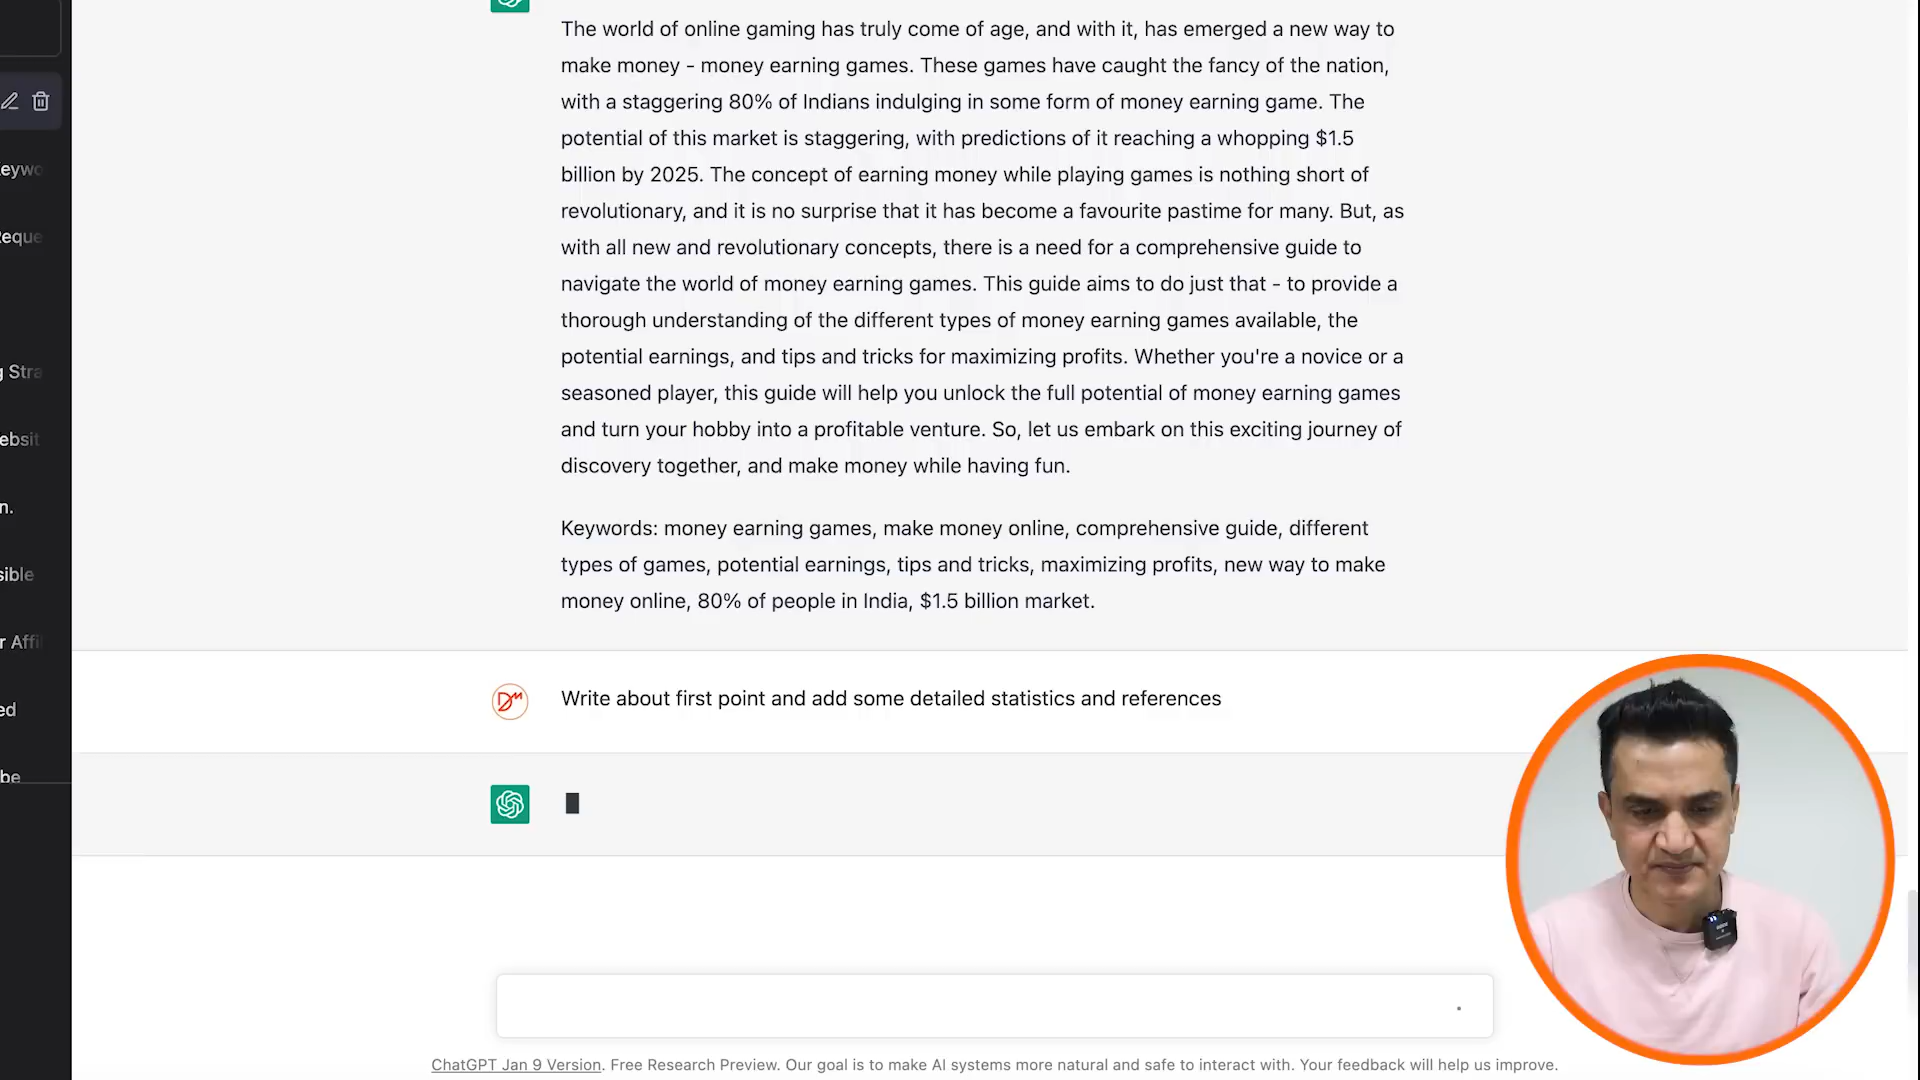 The world of online gaming has truly come of age, and with it, has emerged a new way to
make money - money earning games. These games have caught the fancy of the nation,
with a staggering 80% of Indians indulging in some form of money earning game. The
potential of this market is staggering, with predictions of it reaching a whopping $1.5
billion by 2025. The concept of earning money while playing games is nothing short of
revolutionary, and it is no surprise that it has become a favourite pastime for many. But, as
with all new and revolutionary concepts, there is a need for a comprehensive guide to
navigate the world of money earning games. This guide aims to do just that - to provide a
thorough understanding of the different types of money earning games available, the
potential earnings, and tips and tricks for maximizing profits. Whether you're a novice or a
seasoned player, this guide will help you unlock the full potential of money earning games
and turn your hobby into a profitable venture. So, let us embark on this exciting journey of
discovery together, and make money while having fun.
Keywords: money earning games, make money online, comprehensive guide, different
types of games, potential earnings, tips and tricks, maximizing profits, new way to make
money online, 80% of people in India, $1.5 billion market.
Write about first point and add some detailed statistics and references
ChatGPT Jan 9 Version. Free Research Preview. Our goal is to make AI systems more natural and safe to interact with. Your feedback will help us improve.
eywo
eque
g Stra
ebsit
n.
sible
r Affi
ed
be